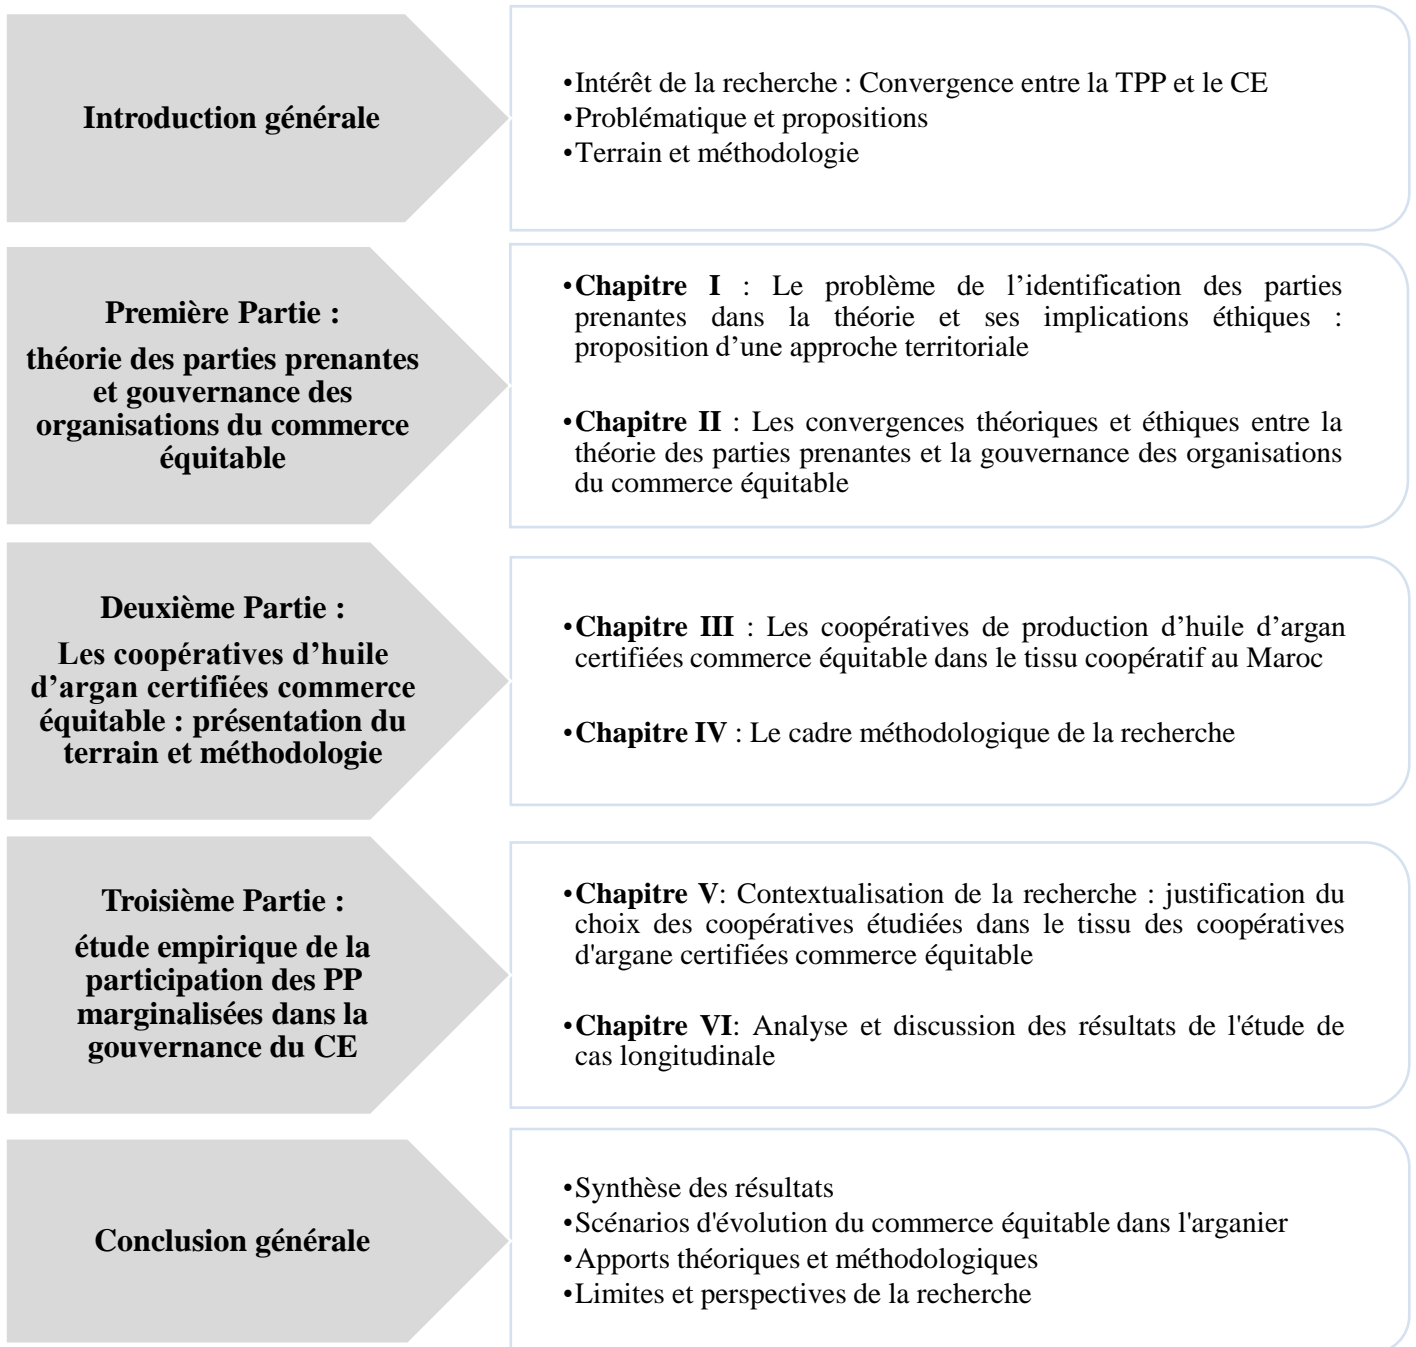 Introduction générale
•Intérêt de la recherche : Convergence entre la TPP et le CE
•Problématique et propositions
•Terrain et méthodologie
Première Partie :
théorie des parties prenantes
et gouvernance des
organisations du commerce
équitable
•Chapitre I : Le problème de l’identification des parties
prenantes dans la théorie et ses implications éthiques :
proposition d’une approche territoriale
•Chapitre II : Les convergences théoriques et éthiques entre la
théorie des parties prenantes et la gouvernance des organisations
du commerce équitable
Deuxième Partie :
Les coopératives d’huile
d’argan certifiées commerce
équitable : présentation du
terrain et méthodologie
•Chapitre III : Les coopératives de production d’huile d’argan
certifiées commerce équitable dans le tissu coopératif au Maroc
•Chapitre IV : Le cadre méthodologique de la recherche
Troisième Partie :
étude empirique de la
participation des PP
marginalisées dans la
gouvernance du CE
•Chapitre V: Contextualisation de la recherche : justification du
choix des coopératives étudiées dans le tissu des coopératives
d'argane certifiées commerce équitable
•Chapitre VI: Analyse et discussion des résultats de l'étude de
cas longitudinale
Conclusion générale
•Synthèse des résultats
•Scénarios d'évolution du commerce équitable dans l'arganier
•Apports théoriques et méthodologiques
•Limites et perspectives de la recherche